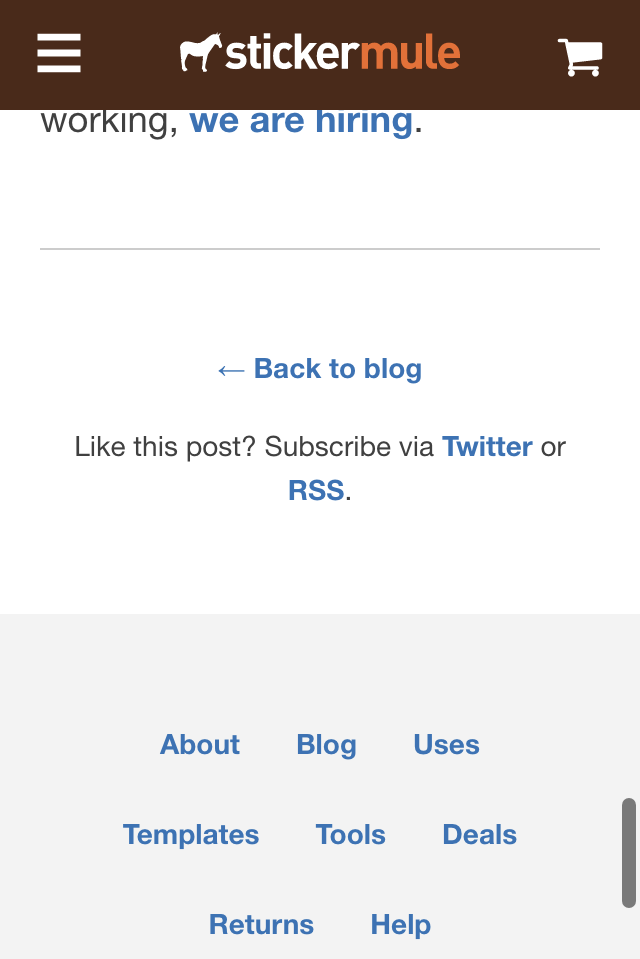 stickermule
working, we are hiring.
← Back to blog
Like this post? Subscribe via Twitter or
RSS.
About Blog Uses
Templates Tools Deals
Returns Help